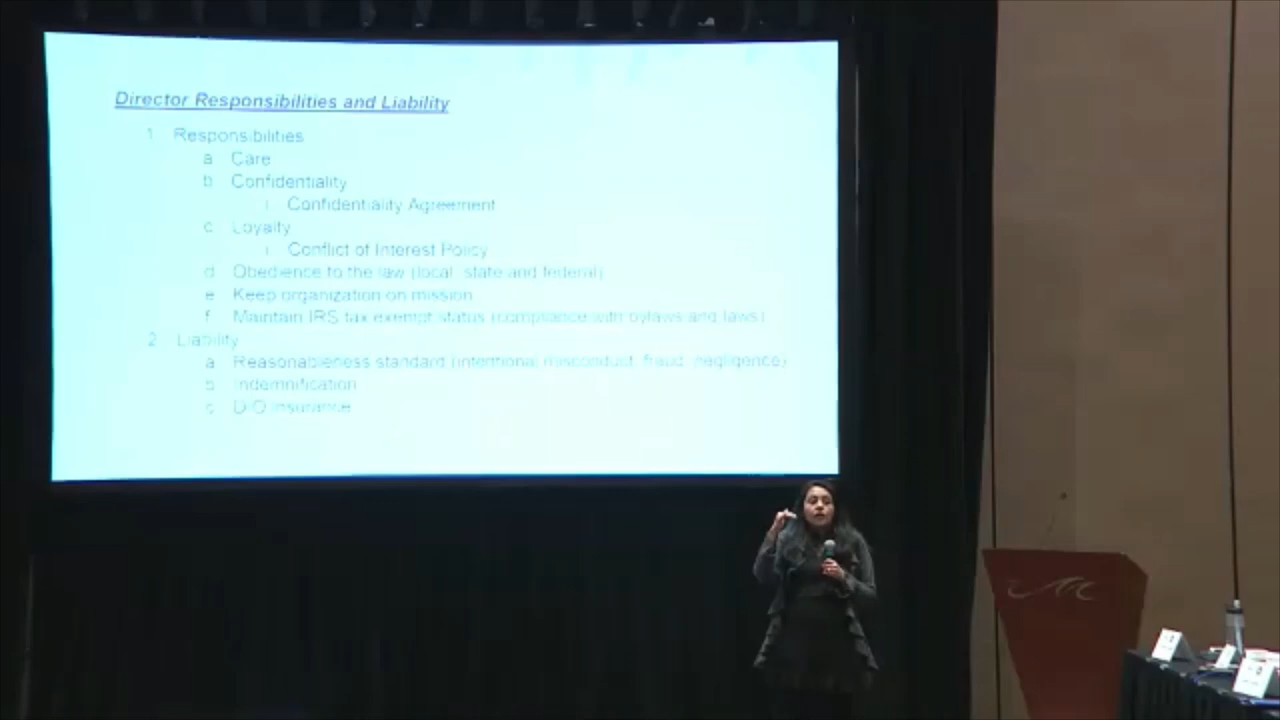 Director Responsibilities and Liability
1 Responsibilities
a Care
b Confidentiality
i Confidentiality Agreement
c Loyalty
i Conflict of Interest Policy
d Obedience to the law (local, state and federal)
e Keep organization on mission
f Maintain IRS tax exempt status (compliance with bylaws and laws)
2 Liability
a Reasonableness standard (intentional misconduct, fraud, negligence)
b Indemnification
c D/O insurance